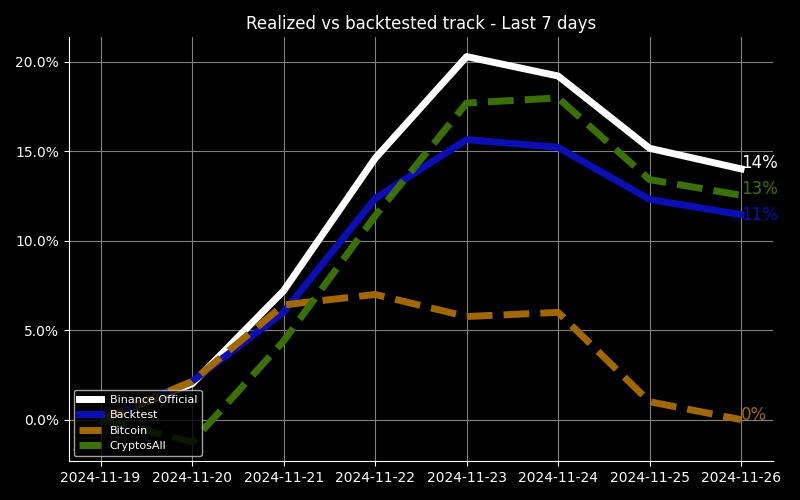 Realized vs backtested track - Last 7 days
20.0%
15.0%
10.0%
5.0%
0.0%
14%
13%
11%
0%
Binance Official
Backtest
Bitcoin
CryptosAll
2024-11-19 2024-11-20 2024-11-21 2024-11-22 2024-11-23 2024-11-24 2024-11-25 2024-11-26